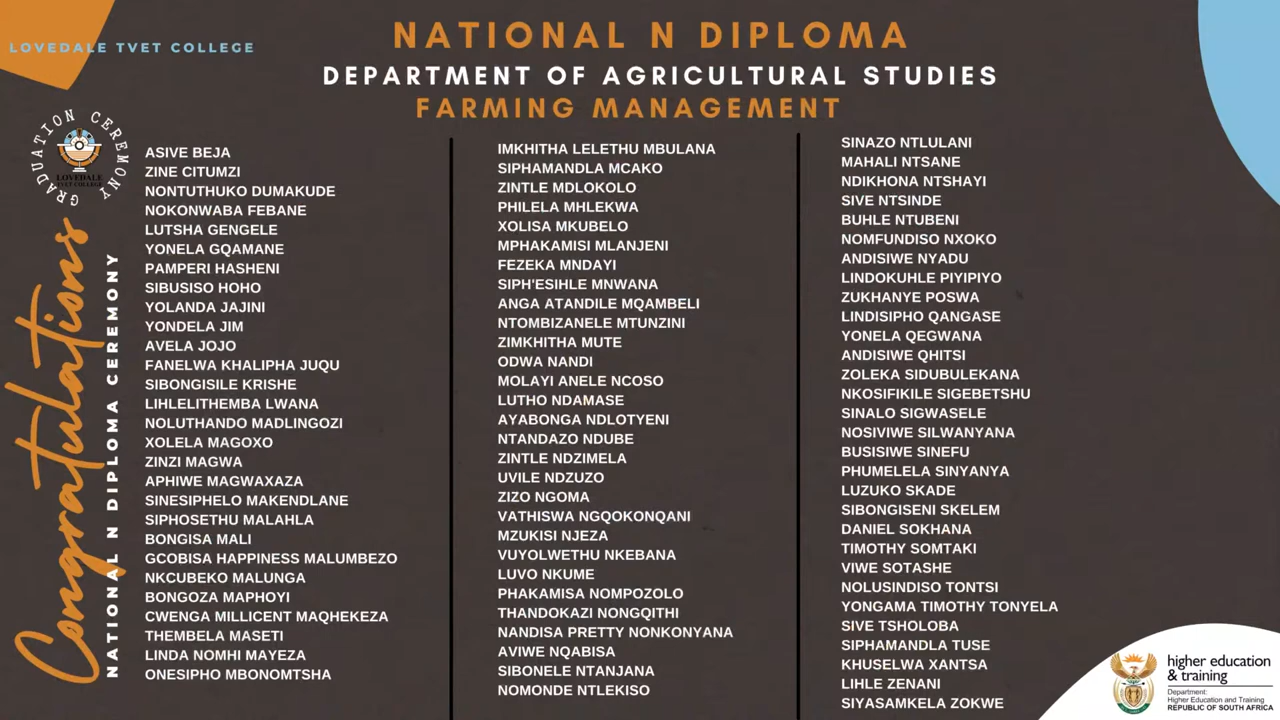 LOVEDALE TVET COLLEGE
NATIONAL N DIPLOMA
DEPARTMENT OF AGRICULTURAL STUDIES
FARMING MANAGEMENT
GRADUATION CEREMONY
LOVEDALE
TVET COLLEGE
Congratulations
NATIONAL N DIPLOMA CEREMONY
ASIVE BEJA
ZINE CITUMZI
NONTUTHUKO DUMAKUDE
NOKONWABA FEBANE
LUTSHA GENGELE
YONELA GQAMANE
PAMPERI HASHENI
SIBUSISO HOHO
YOLANDA JAJINI
YONDELA JIM
AVELA JOJO
FANELWA KHALIPHA JUQU
SIBONGISILE KRISHE
LIHLELITHEMBA LWANA
NOLUTHANDO MADLINGOZI
XOLELA MAGOXO
ZINZI MAGWA
APHIWE MAGWAXAZA
SINESIPHELO MAKENDLANE
SIPHOSETHU MALAHLA
BONGISA MALI
GCOBISA HAPPINESS MALUMBEZO
NKCUBEKO MALUNGA
BONGOZA MAPHOYI
CWENGA MILLICENT MAQHEKEZA
THEMBELA MASETI
LINDA NOMHI MAYEZA
ONESIPHO MBONOMTSHA
IMKHITHA LELETHU MBULANA
SIPHAMANDLA MCAKO
ZINTLE MDLOKOLO
PHILELA MHLEKWA
XOLISA MKUBELO
MPHAKAMISI MLANJENI
FEZEKA MNDAYI
SIPH'ESIHLE MNWANA
ANGA ATANDILE MQAMBELI
NTOMBIZANELE MTUNZINI
ZIMKHITHA MUTE
ODWA NANDI
MOLAYI ANELE NCOSO
LUTHO NDAMASE
AYABONGA NDLOTYENI
NTANDAZO NDUBE
ZINTLE NDZIMELA
UVILE NDZUZO
ZIZO NGOMA
VATHISWA NGQOKONQANI
MZUKISI NJEZA
VUYOLWETHU NKEBANA
LUVO NKUME
PHAKAMISA NOMPOZOLO
THANDOKAZI NONGQITHI
NANDISA PRETTY NONKONYANA
AVIWE NQABISA
SIBONELE NTANJANA
NOMONDE NTLEKISO
SINAZO NTLULANI
MAHALI NTSANE
NDIKHONA NTSHAYI
SIVE NTSINDE
BUHLE NTUBENI
NOMFUNDISO NXOKO
ANDISIWE NYADU
LINDOKUHLE PIYIPIYO
ZUKHANYE POSWA
LINDISIPHO QANGASE
YONELA QEGWANA
ANDISIWE QHITSI
ZOLEKA SIDUBULEKANA
NKOSIFIKILE SIGEBETSHU
SINALO SIGWASELE
NOSIVIWE SILWANYANA
BUSISIWE SINEFU
PHUMELELA SINYANYA
LUZUKO SKADE
SIBONGISENI SKELEM
DANIEL SOKHANA
TIMOTHY SOMTAKI
VIWE SOTASHE
NOLUSINDISO TONTSI
YONGAMA TIMOTHY TONYELA
SIVE TSHOLOBA
SIPHAMANDLA TUSE
KHUSELWA XANTSA
LIHLE ZENANI
SIYASAMKELA ZOKWE
higher education
& training
Department:
Higher Education and Training
REPUBLIC OF SOUTH AFRICA